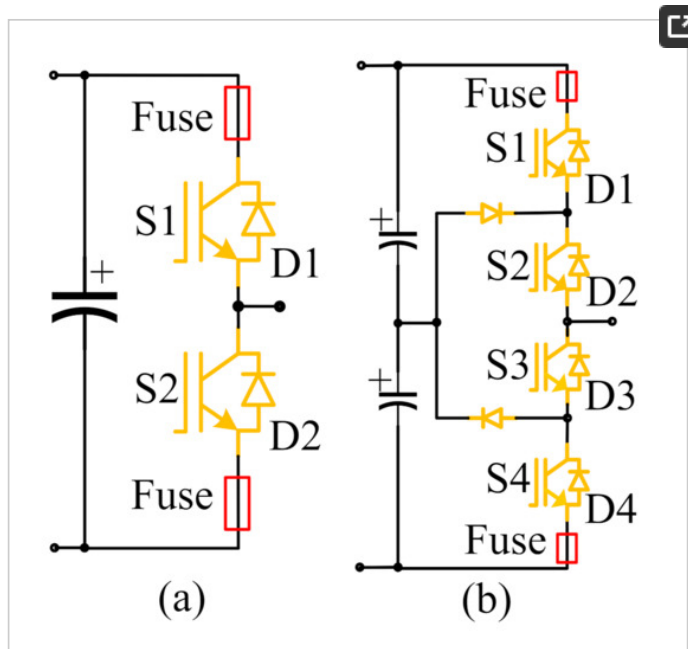 Fuse
S1
D1
+
S2
D2
Fuse
(a)
Fuse
S1
D1
+
S2
D2
S3
+
D3
S4
D4
Fuse
(b)